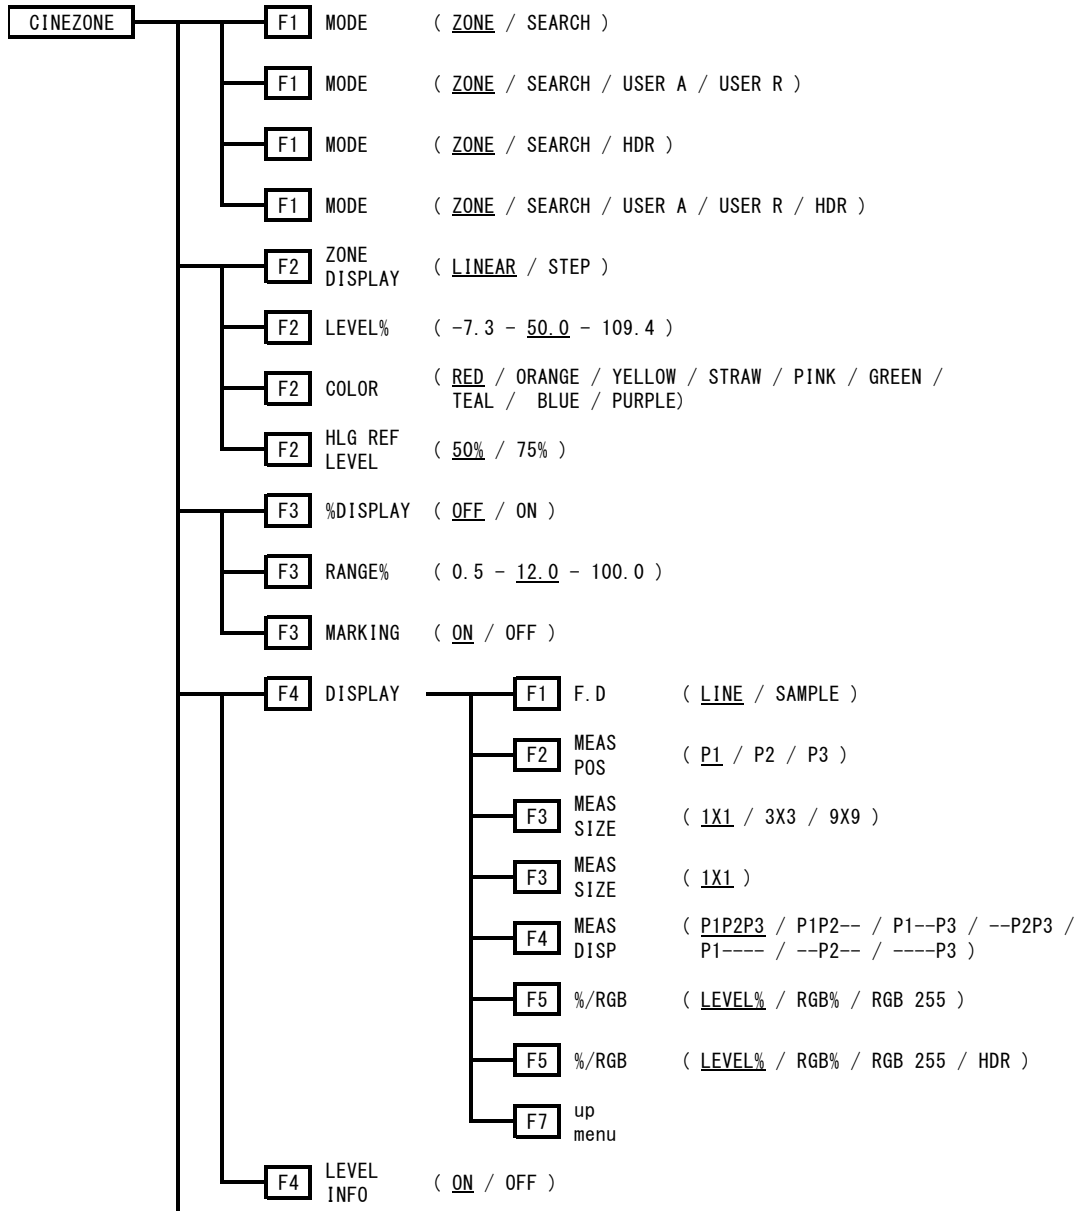 CINEZONE F1 MODE ( ZONE / SEARCH )
F1 MODE ( ZONE / SEARCH / USER A / USER R )
F1 MODE ( ZONE / SEARCH / HDR )
F1 MODE ( ZONE / SEARCH / USER A / USER R / HDR )
F2 ZONE DISPLAY ( LINEAR / STEP )
F2 LEVEL% ( -7.3 - 50.0 - 109.4 )
F2 COLOR ( RED / ORANGE / YELLOW / STRAW / PINK / GREEN /
TEAL / BLUE / PURPLE)
F2 HLG REF LEVEL ( 50% / 75% )
F3 %DISPLAY ( OFF / ON )
F3 RANGE% ( 0.5 - 12.0 - 100.0 )
F3 MARKING ( ON / OFF )
F4 DISPLAY F1 F.D ( LINE / SAMPLE )
F2 MEAS POS ( P1 / P2 / P3 )
F3 MEAS SIZE ( 1X1 / 3X3 / 9X9 )
F3 MEAS SIZE ( 1X1 )
F4 MEAS DISP ( P1P2P3 / P1P2-- / P1--P3 / --P2P3 /
P1---- / --P2-- / ----P3 )
F5 %/RGB ( LEVEL% / RGB% / RGB 255 )
F5 %/RGB ( LEVEL% / RGB% / RGB 255 / HDR )
F7 up menu
F4 LEVEL INFO ( ON / OFF )